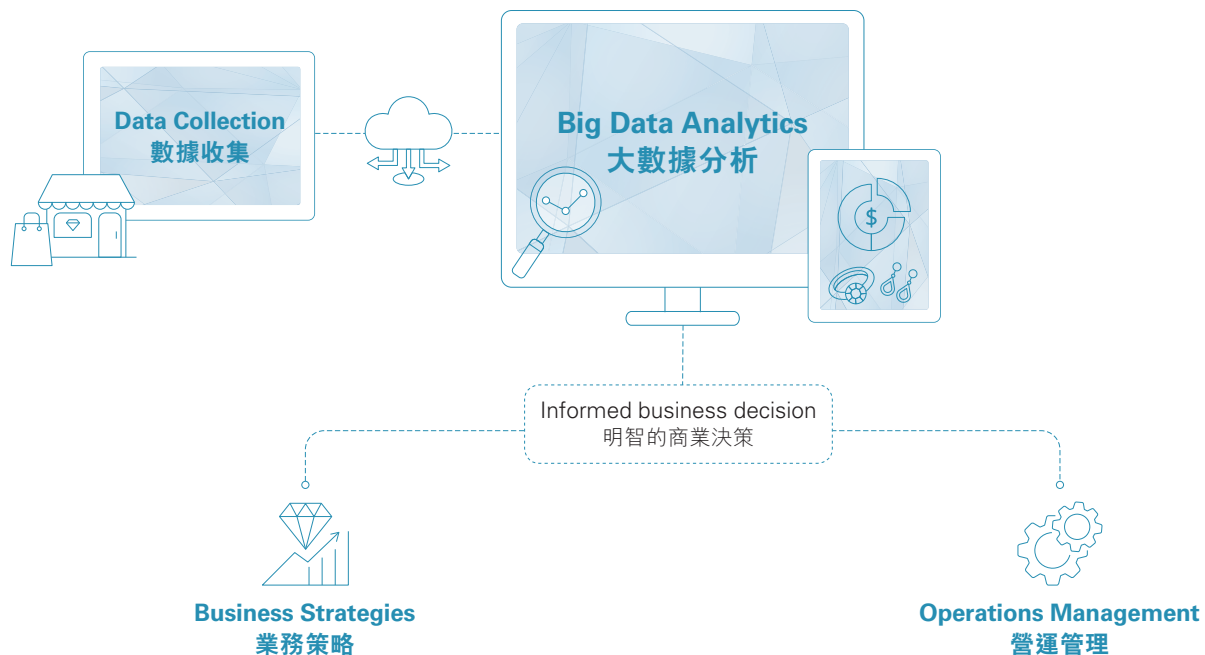 Data Collection
數據收集
Big Data Analytics
大數據分析
$
Informed business decision
明智的商業決策
Business Strategies
業務策略
Operations Management
營運管理